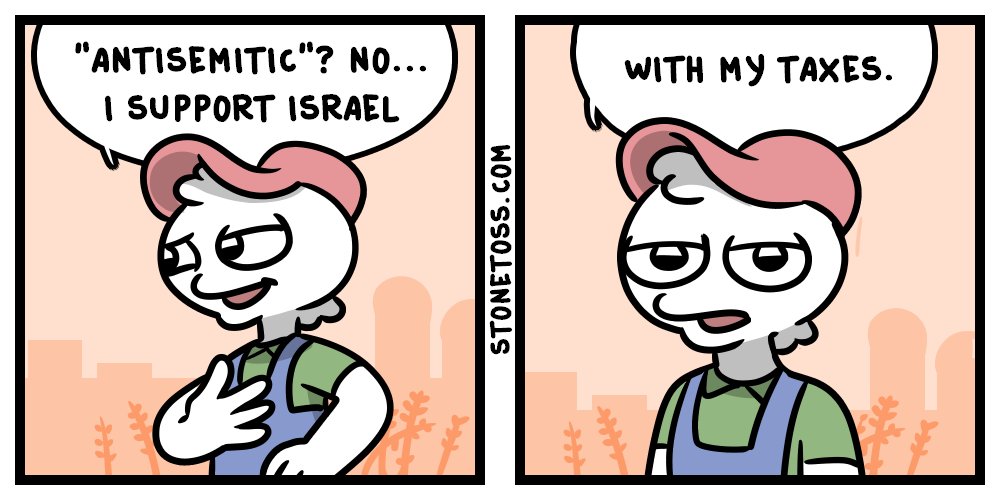 "ANTISEMITIC"? NO...
I SUPPORT ISRAEL
STONETOSS.COM
WITH MY TAXES.